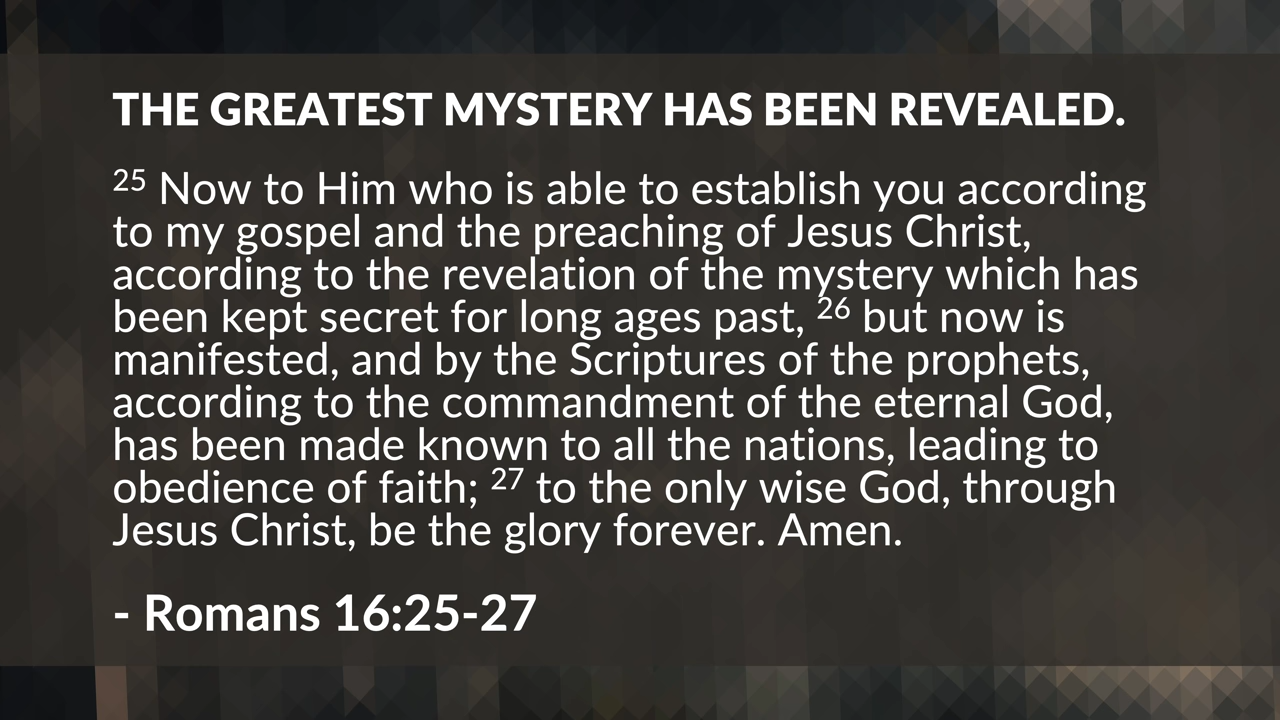 THE GREATEST MYSTERY HAS BEEN REVEALED.
25 Now to Him who is able to establish you according
to my gospel and the preaching of Jesus Christ,
according to the revelation of the mystery which has
been kept secret for long ages past, 26 but now is
manifested, and by the Scriptures of the prophets,
according to the commandment of the eternal God,
has been made known to all the nations, leading to
obedience of faith; 27 to the only wise God, through
Jesus Christ, be the glory forever. Amen.
- Romans 16:25-27